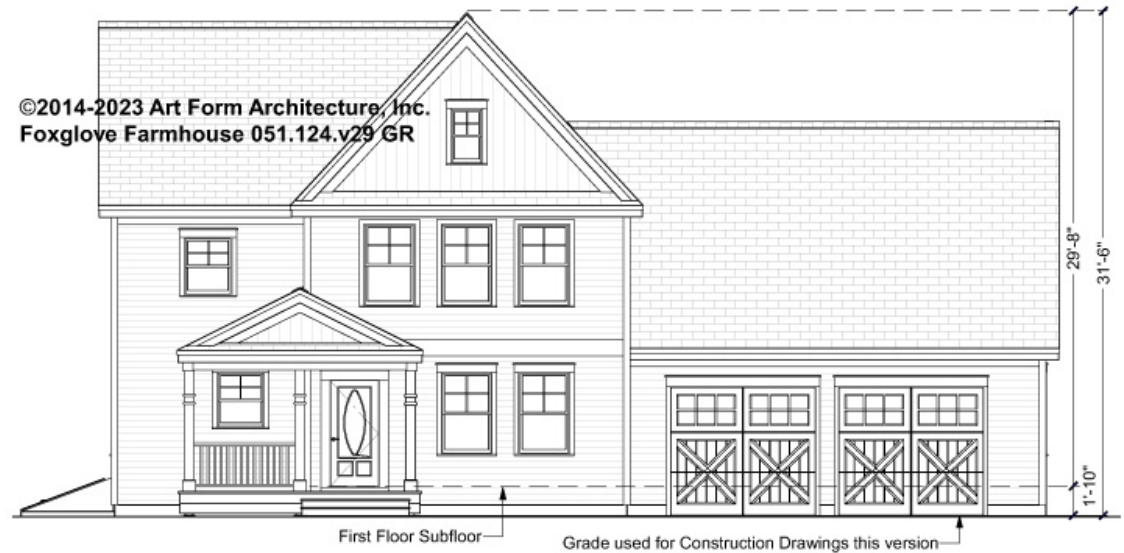 ©2014-2023 Art Form Architecture, Inc.
Foxglove Farmhouse 051.124.v29 GR
29'-8"
31'-6"
1'-10"
First Floor Subfloor
Grade used for Construction Drawings this version